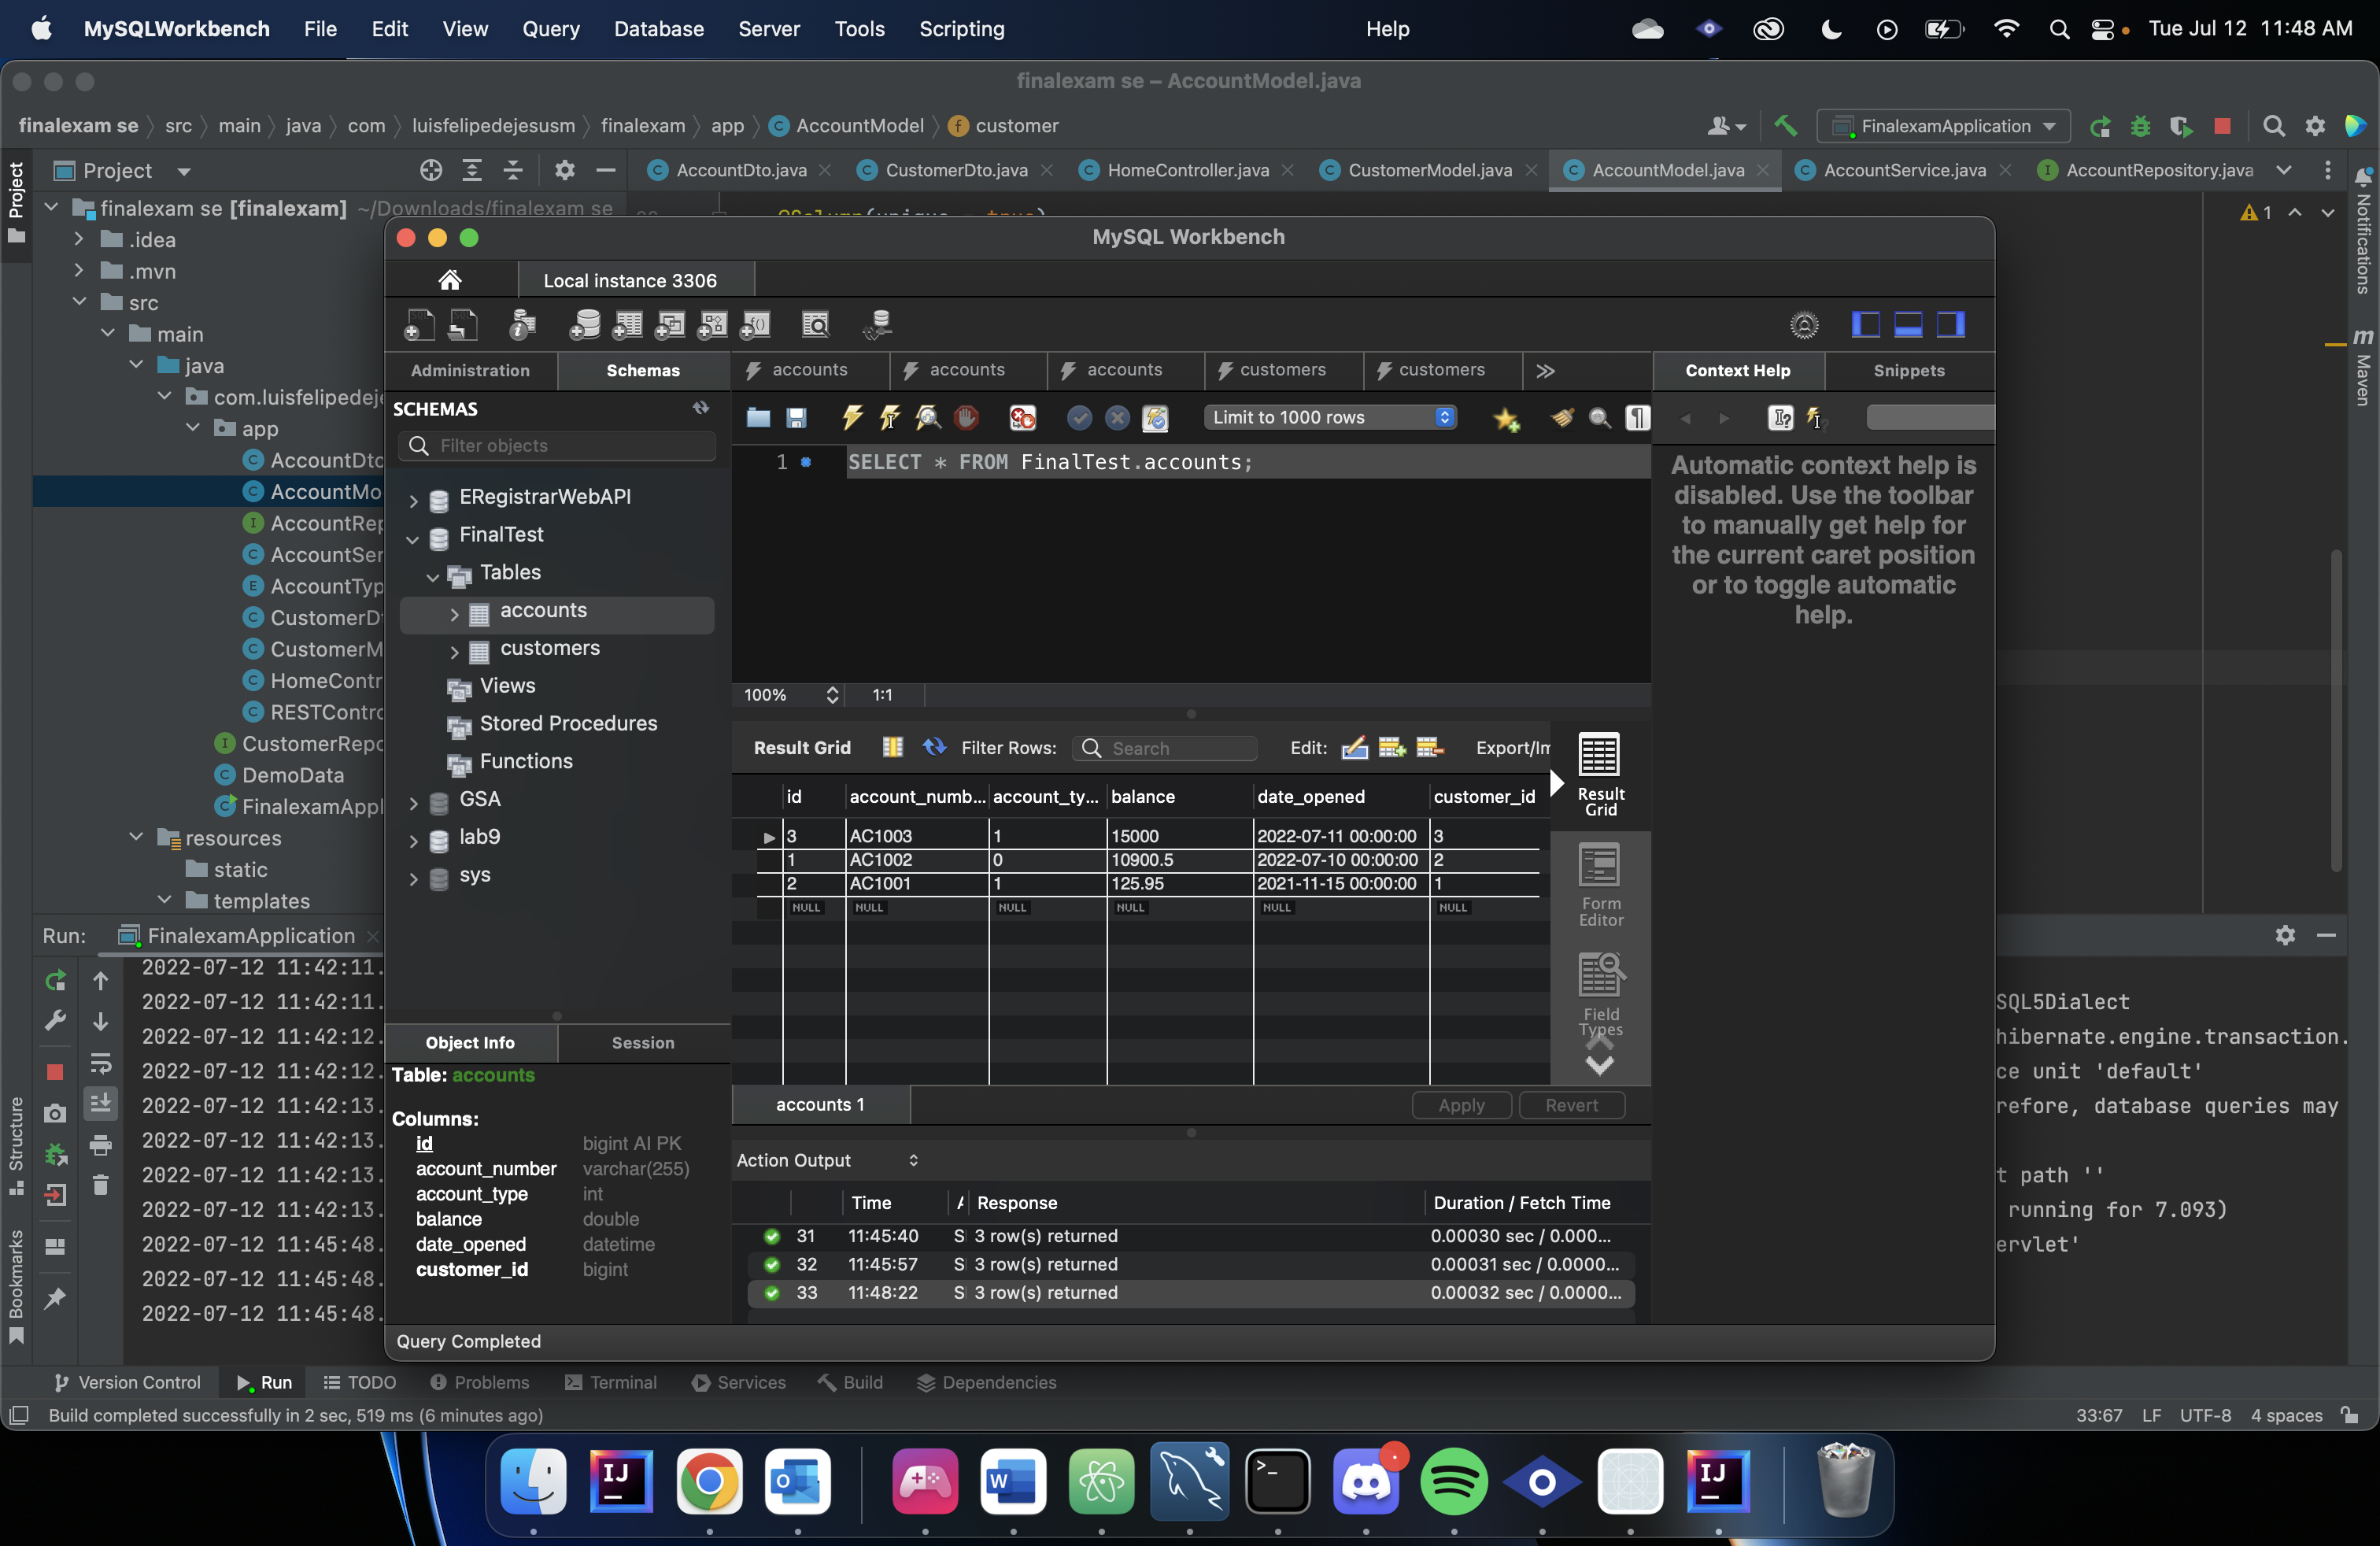 MySQLWorkbench File Edit View Query Database Server Tools Scripting Help Tue Jul 12 11:48 AM
finalexam se – AccountModel.java
finalexam se src main java com luisfelipedejesusm finalexam app AccountModel customer FinalexamApplication
Project AccountDto.java CustomerDto.java HomeController.java CustomerModel.java AccountModel.java AccountService.java AccountRepository.java
Project
Notifications
Maven
Structure
Bookmarks
finalexam se [finalexam] ~/Downloads/finalexam se
1
.idea
.mvn
src
main
java
com.luisfelipedeje
app
AccountDto
AccountMo
AccountRep
AccountSer
AccountTyp
CustomerD
CustomerM
HomeContr
RESTContro
CustomerRepo
DemoData
FinalexamAppl
resources
static
templates
MySQL Workbench
Local instance 3306
Administration Schemas accounts accounts accounts customers customers Context Help Snippets
SCHEMAS
Filter objects
Limit to 1000 rows
ERegistrarWebAPI
FinalTest
Tables
accounts
customers
Views
Stored Procedures
Functions
GSA
lab9
sys
1 SELECT * FROM FinalTest.accounts;
Automatic context help is
disabled. Use the toolbar
to manually get help for
the current caret position
or to toggle automatic
help.
100% 1:1
Result Grid Filter Rows: Search Edit: Export/Im
id account_numb... account_ty... balance date_opened customer_id
3 AC1003 1 15000 2022-07-11 00:00:00 3
1 AC1002 0 10900.5 2022-07-10 00:00:00 2
2 AC1001 1 125.95 2021-11-15 00:00:00 1
NULL NULL NULL NULL NULL NULL
Result
Grid
Form
Editor
Field
Types
accounts 1 Apply Revert
Object Info Session
Table: accounts
Columns:
id bigint AI PK
account_number varchar(255)
account_type int
balance double
date_opened datetime
customer_id bigint
Action Output
Time A Response Duration / Fetch Time
31 11:45:40 S 3 row(s) returned 0.00030 sec / 0.000...
32 11:45:57 S 3 row(s) returned 0.00031 sec / 0.0000...
33 11:48:22 S 3 row(s) returned 0.00032 sec / 0.0000...
Query Completed
Run: FinalexamApplication
2022-07-12 11:42:11.
2022-07-12 11:42:11. SQL5Dialect
2022-07-12 11:42:12. hibernate.engine.transaction.
2022-07-12 11:42:12. ce unit 'default'
2022-07-12 11:42:13. refore, database queries may
2022-07-12 11:42:13.
2022-07-12 11:42:13. t path ''
2022-07-12 11:42:13. running for 7.093)
2022-07-12 11:45:48. ervlet'
2022-07-12 11:45:48.
2022-07-12 11:45:48.
Version Control Run TODO Problems Terminal Services Build Dependencies
Build completed successfully in 2 sec, 519 ms (6 minutes ago) 33:67 LF UTF-8 4 spaces